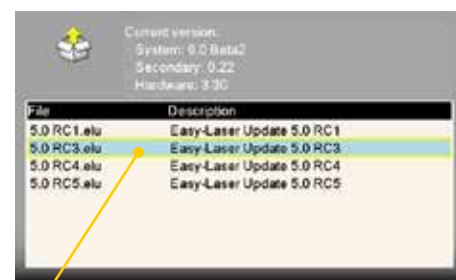 Current version:
System: 6.0 Beta2
Secondary: 0.22
Hardware: 3.3C
File Description
5.0 RC1.elu Easy-Laser Update 5.0 RC1
5.0 RC3.elu Easy-Laser Update 5.0 RC3
5.0 RC4.elu Easy-Laser Update 5.0 RC4
5.0 RC5.elu Easy-Laser Update 5.0 RC5